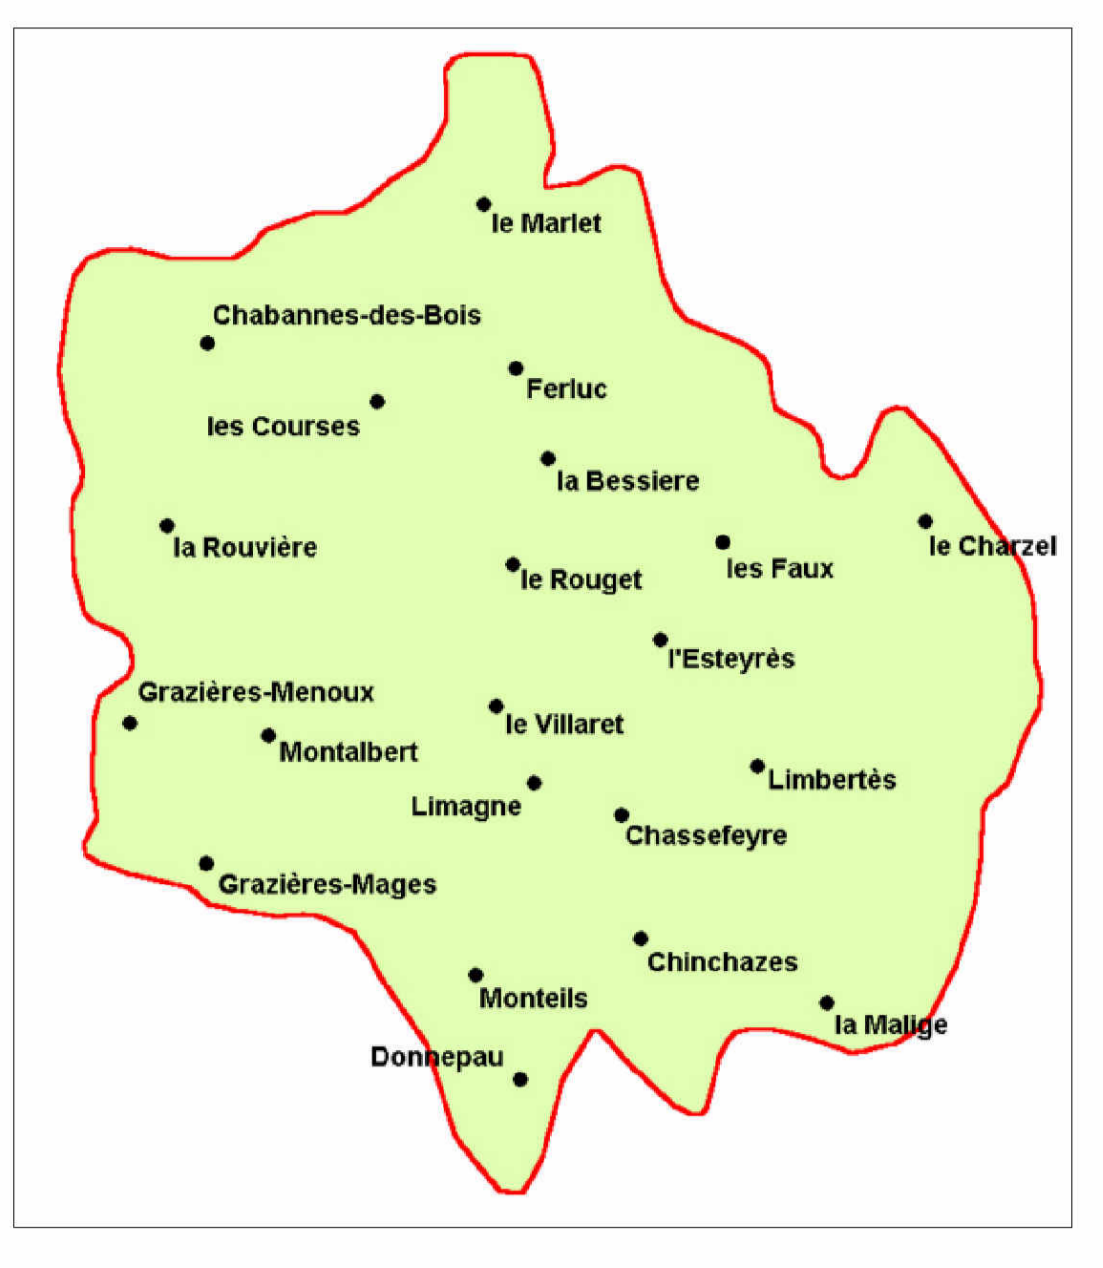 le Marlet
Chabannes-des-Bois
Ferluc
les Courses
la Bessiere
la Rouvière
le Charzel
les Faux
le Rouget
l'Esteyrès
Grazières-Menoux
le Villaret
Montalbert
Limbertès
Limagne
Chassefeyre
Grazières-Mages
Chinchazes
Monteils
la Malige
Donnepau